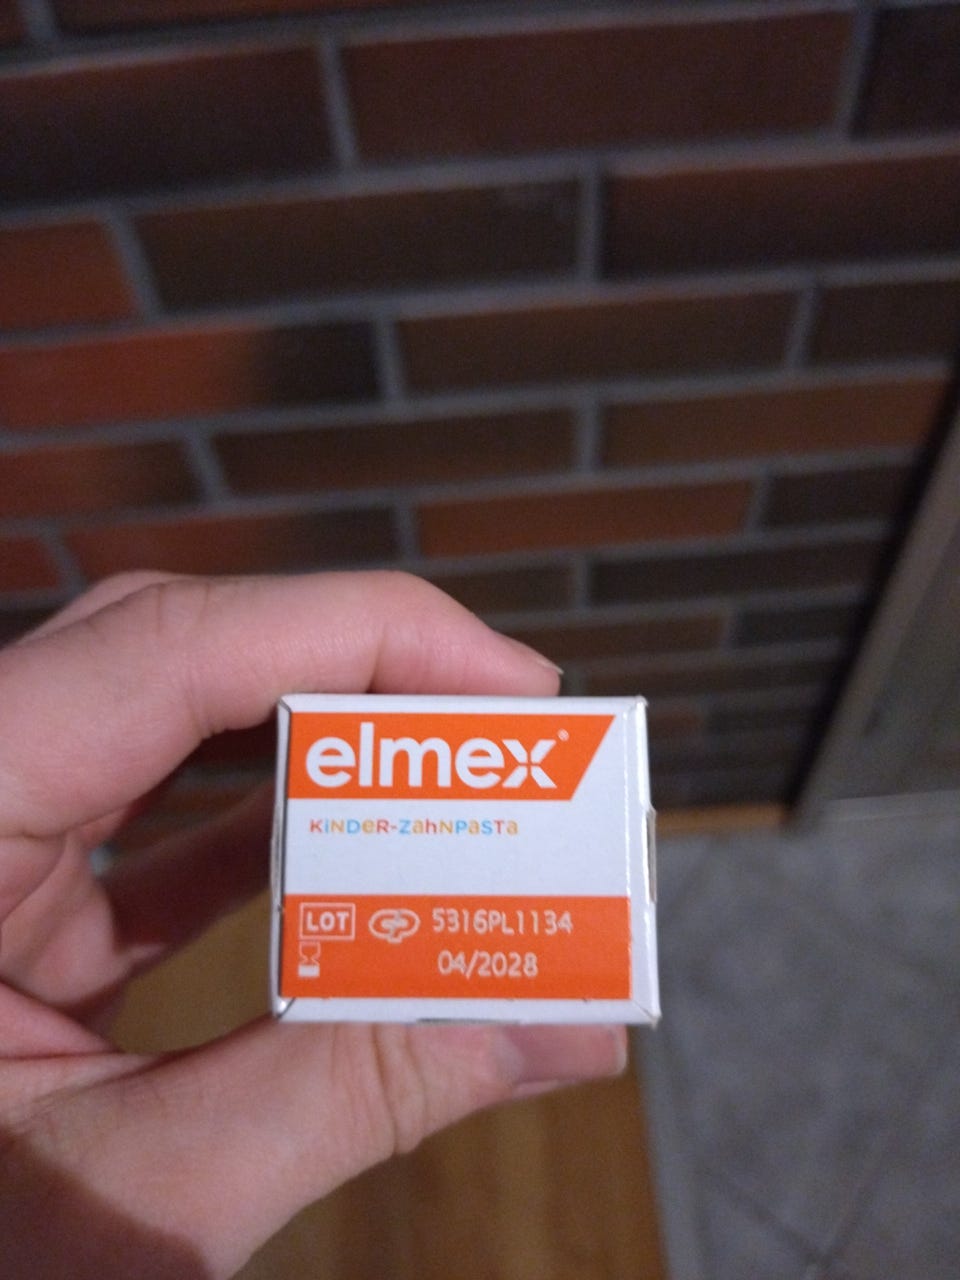 elmex®
KiNDeR-ZahNPaSTa
LOT 5316PL1134
04/2028